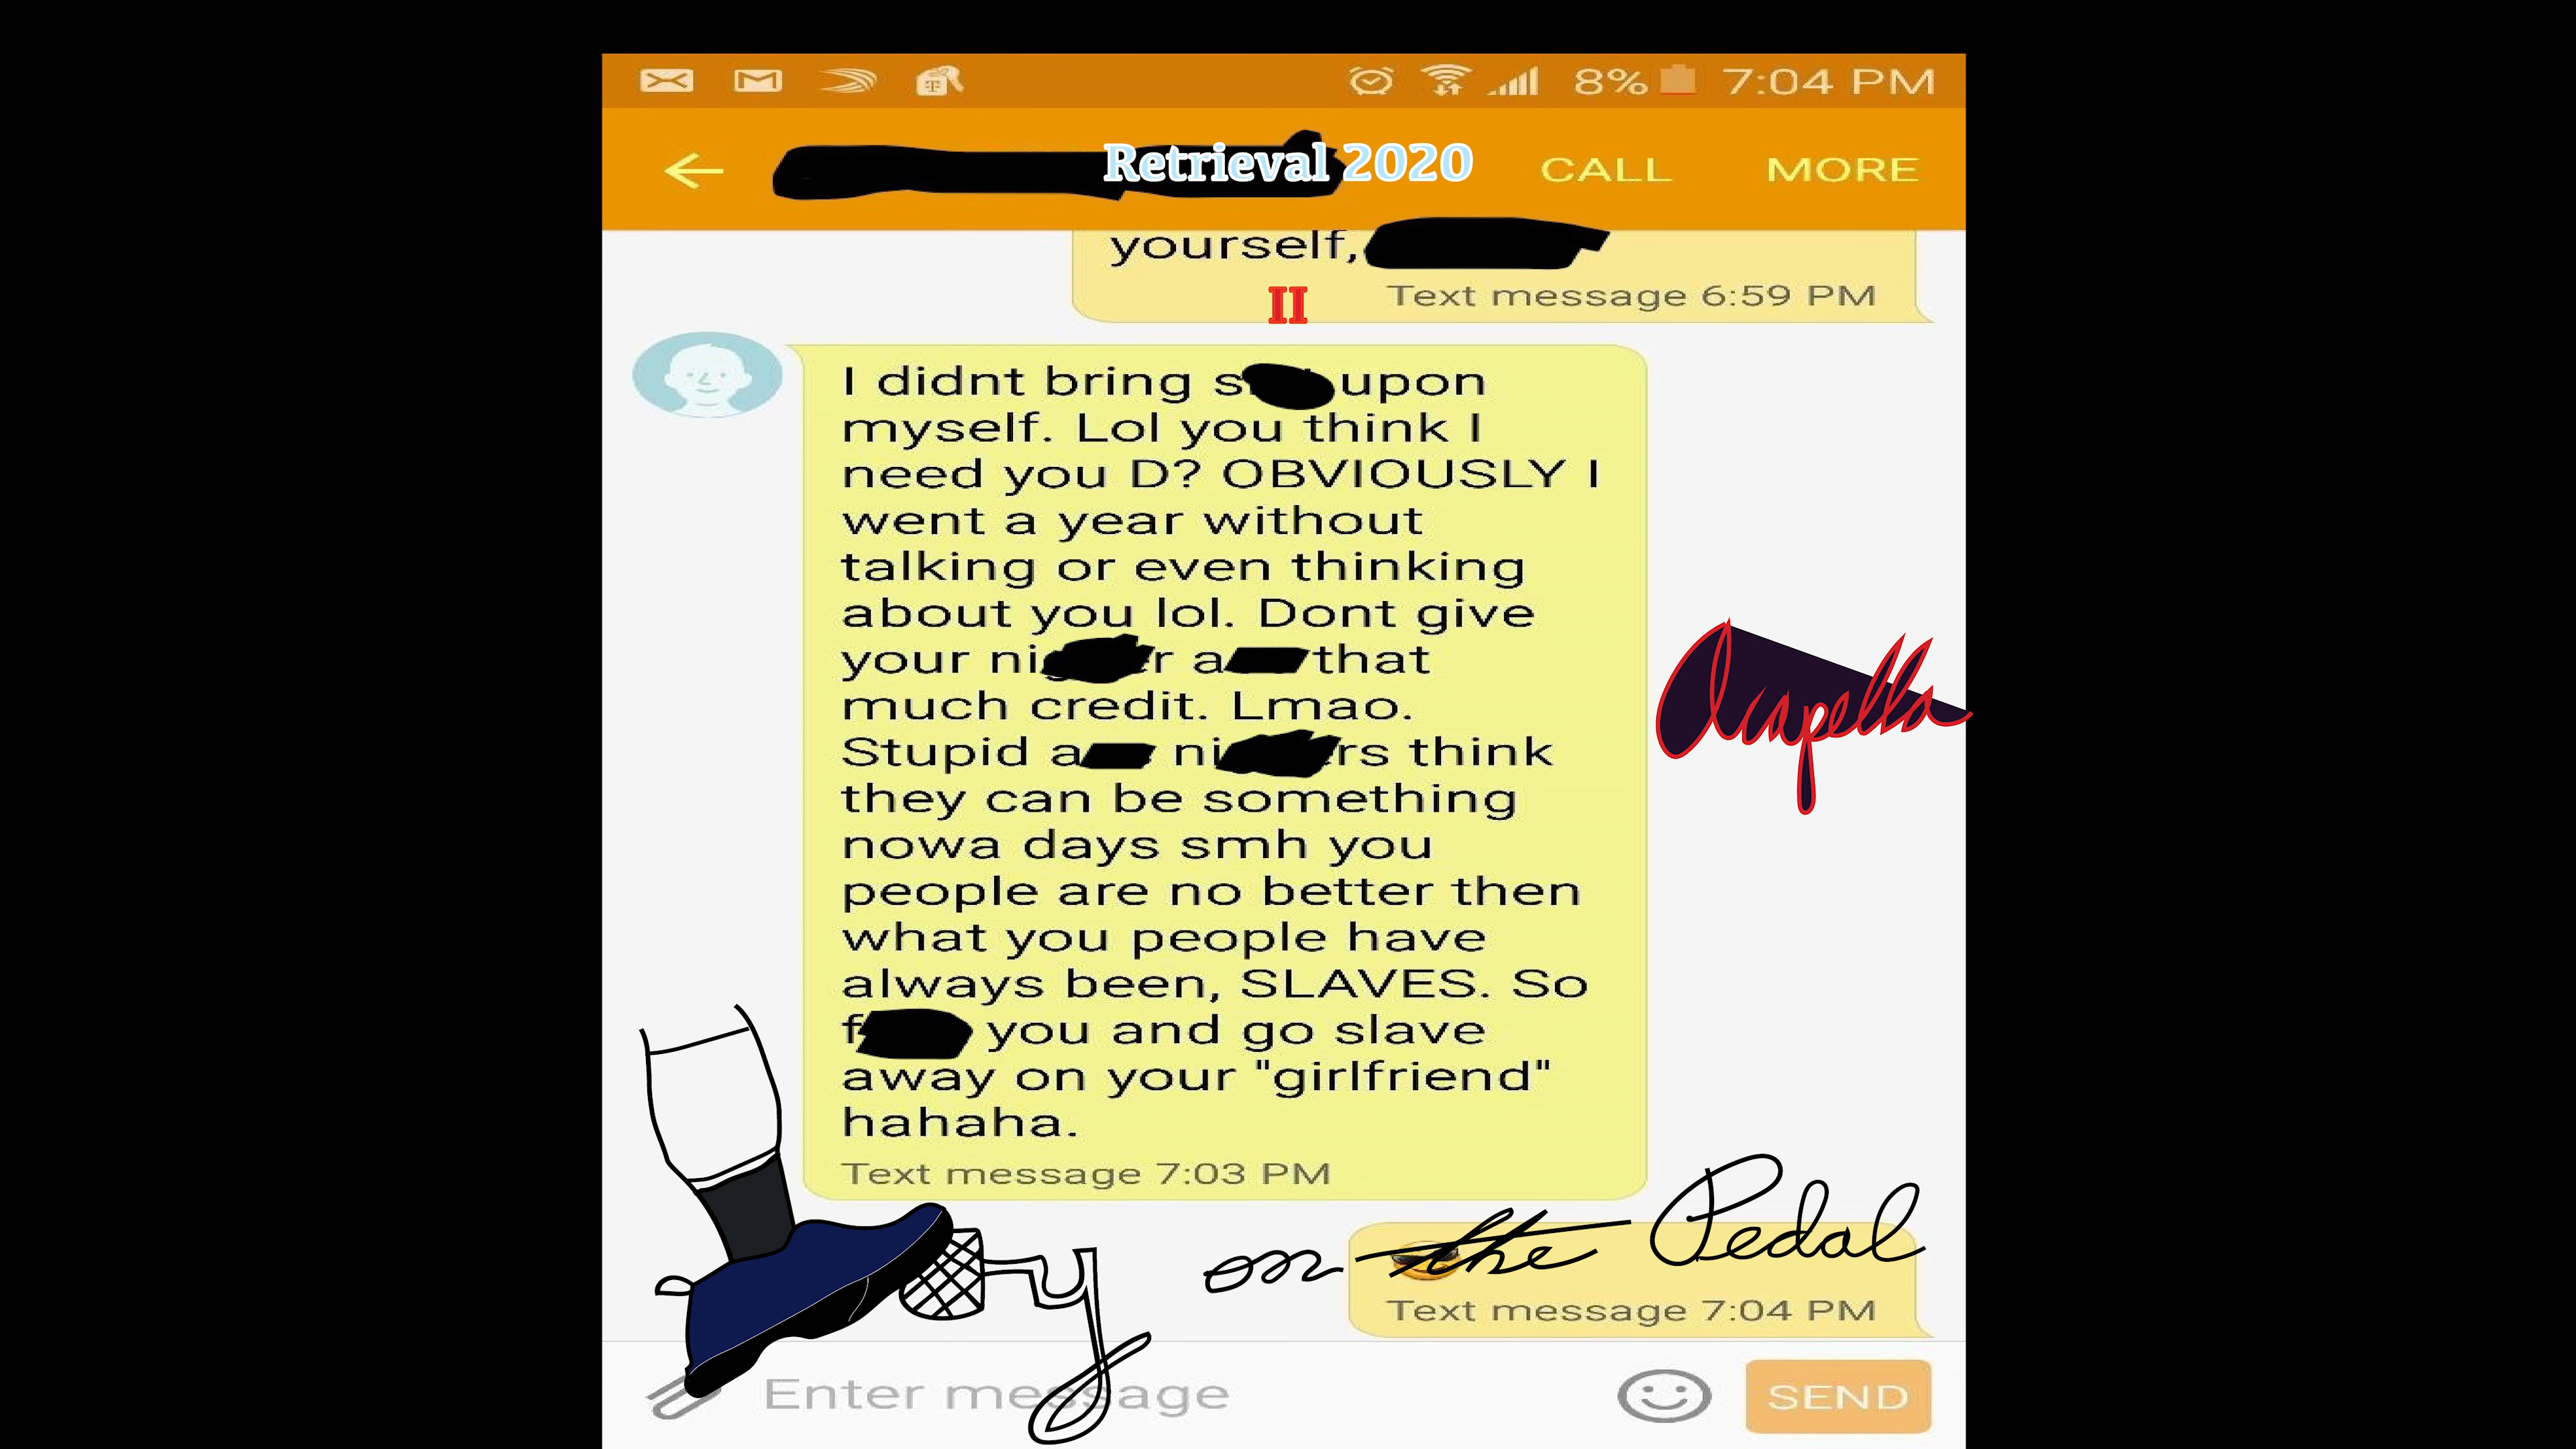 8% 7:04 PM
Retrieval 2020 CALL MORE
yourself,
Text message 6:59 PM
II
I didnt bring s upon
myself. Lol you think I
need you D? OBVIOUSLY I
went a year without
talking or even thinking
about you lol. Dont give
your ni r a that
much credit. Lmao.
Acapella
Stupid a ni rs think
they can be something
nowa days smh you
people are no better then
what you people have
always been, SLAVES. So
f you and go slave
away on your "girlfriend"
hahaha.
Text message 7:03 PM
y on the Pedal
Text message 7:04 PM
Enter message SEND